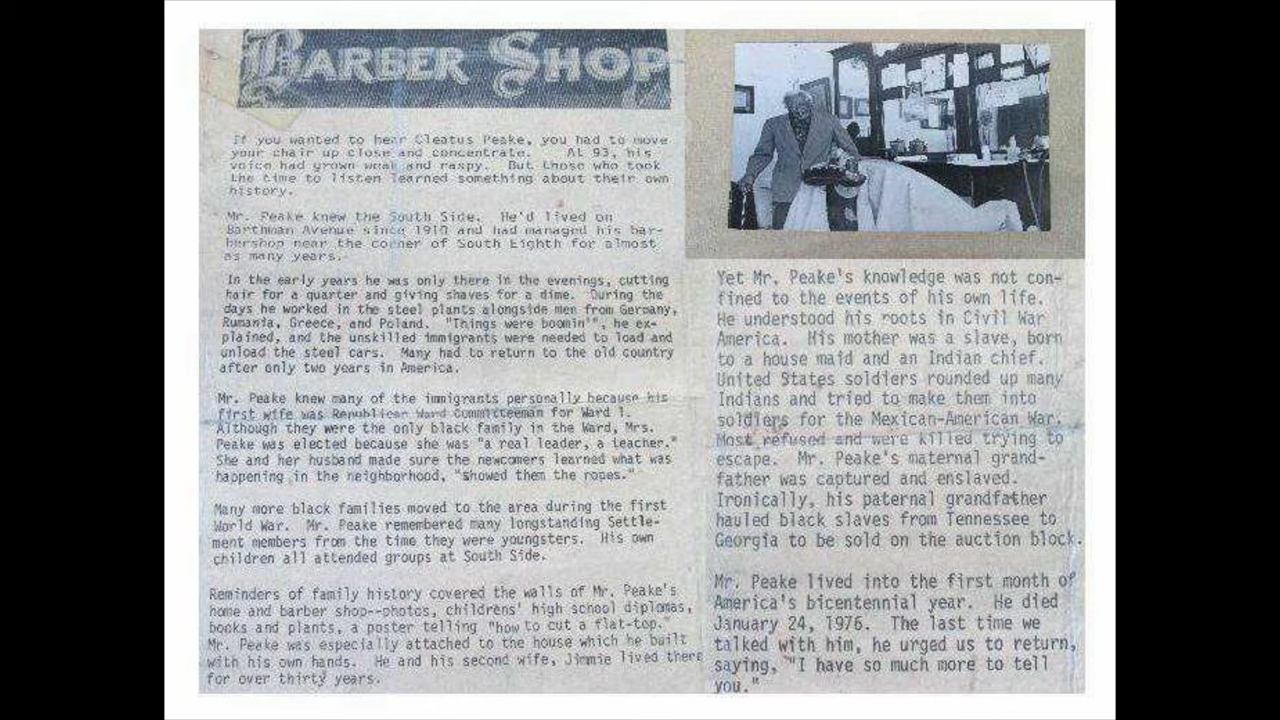 BARBER SHOP
If you wanted to hear Cleatus Peake, you had to move
your chair up close and concentrate. At 93, his
voice had grown weak and raspy. But those who took
the time to listen learned something about their own
history.
Mr. Peake knew the South Side. He'd lived on
Barthman Avenue since 1910 and had managed his bar-
bershop near the corner of South Eighth for almost
as many years.
In the early years he was only there in the evenings, cutting
hair for a quarter and giving shaves for a dime. During the
days he worked in the steel plants alongside men from Germany,
Rumania, Greece, and Poland. "Things were boomin'", he ex-
plained, and the unskilled immigrants were needed to load and
unload the steel cars. Many had to return to the old country
after only two years in America.
Mr. Peake knew many of the immigrants personally because his
first wife was Republican Ward Committeeman for Ward 1.
Although they were the only black family in the Ward, Mrs.
Peake was elected because she was "a real leader, a teacher."
She and her husband made sure the newcomers learned what was
happening in the neighborhood, "showed them the ropes."
Many more black families moved to the area during the first
World War. Mr. Peake remembered many longstanding Settle-
ment members from the time they were youngsters. His own
children all attended groups at South Side.
Reminders of family history covered the walls of Mr. Peake's
home and barber shop--photos, childrens' high school diplomas,
books and plants, a poster telling "how to cut a flat-top."
Mr. Peake was especially attached to the house which he built
with his own hands. He and his second wife, Jimmie lived there
for over thirty years.
Yet Mr. Peake's knowledge was not con-
fined to the events of his own life.
He understood his roots in Civil War
America. His mother was a slave, born
to a house maid and an Indian chief.
United States soldiers rounded up many
Indians and tried to make them into
soldiers for the Mexican-American War.
Most refused and were killed trying to
escape. Mr. Peake's maternal grand-
father was captured and enslaved.
Ironically, his paternal grandfather
hauled black slaves from Tennessee to
Georgia to be sold on the auction block.
Mr. Peake lived into the first month of
America's bicentennial year. He died
January 24, 1976. The last time we
talked with him, he urged us to return,
saying, "I have so much more to tell
you."